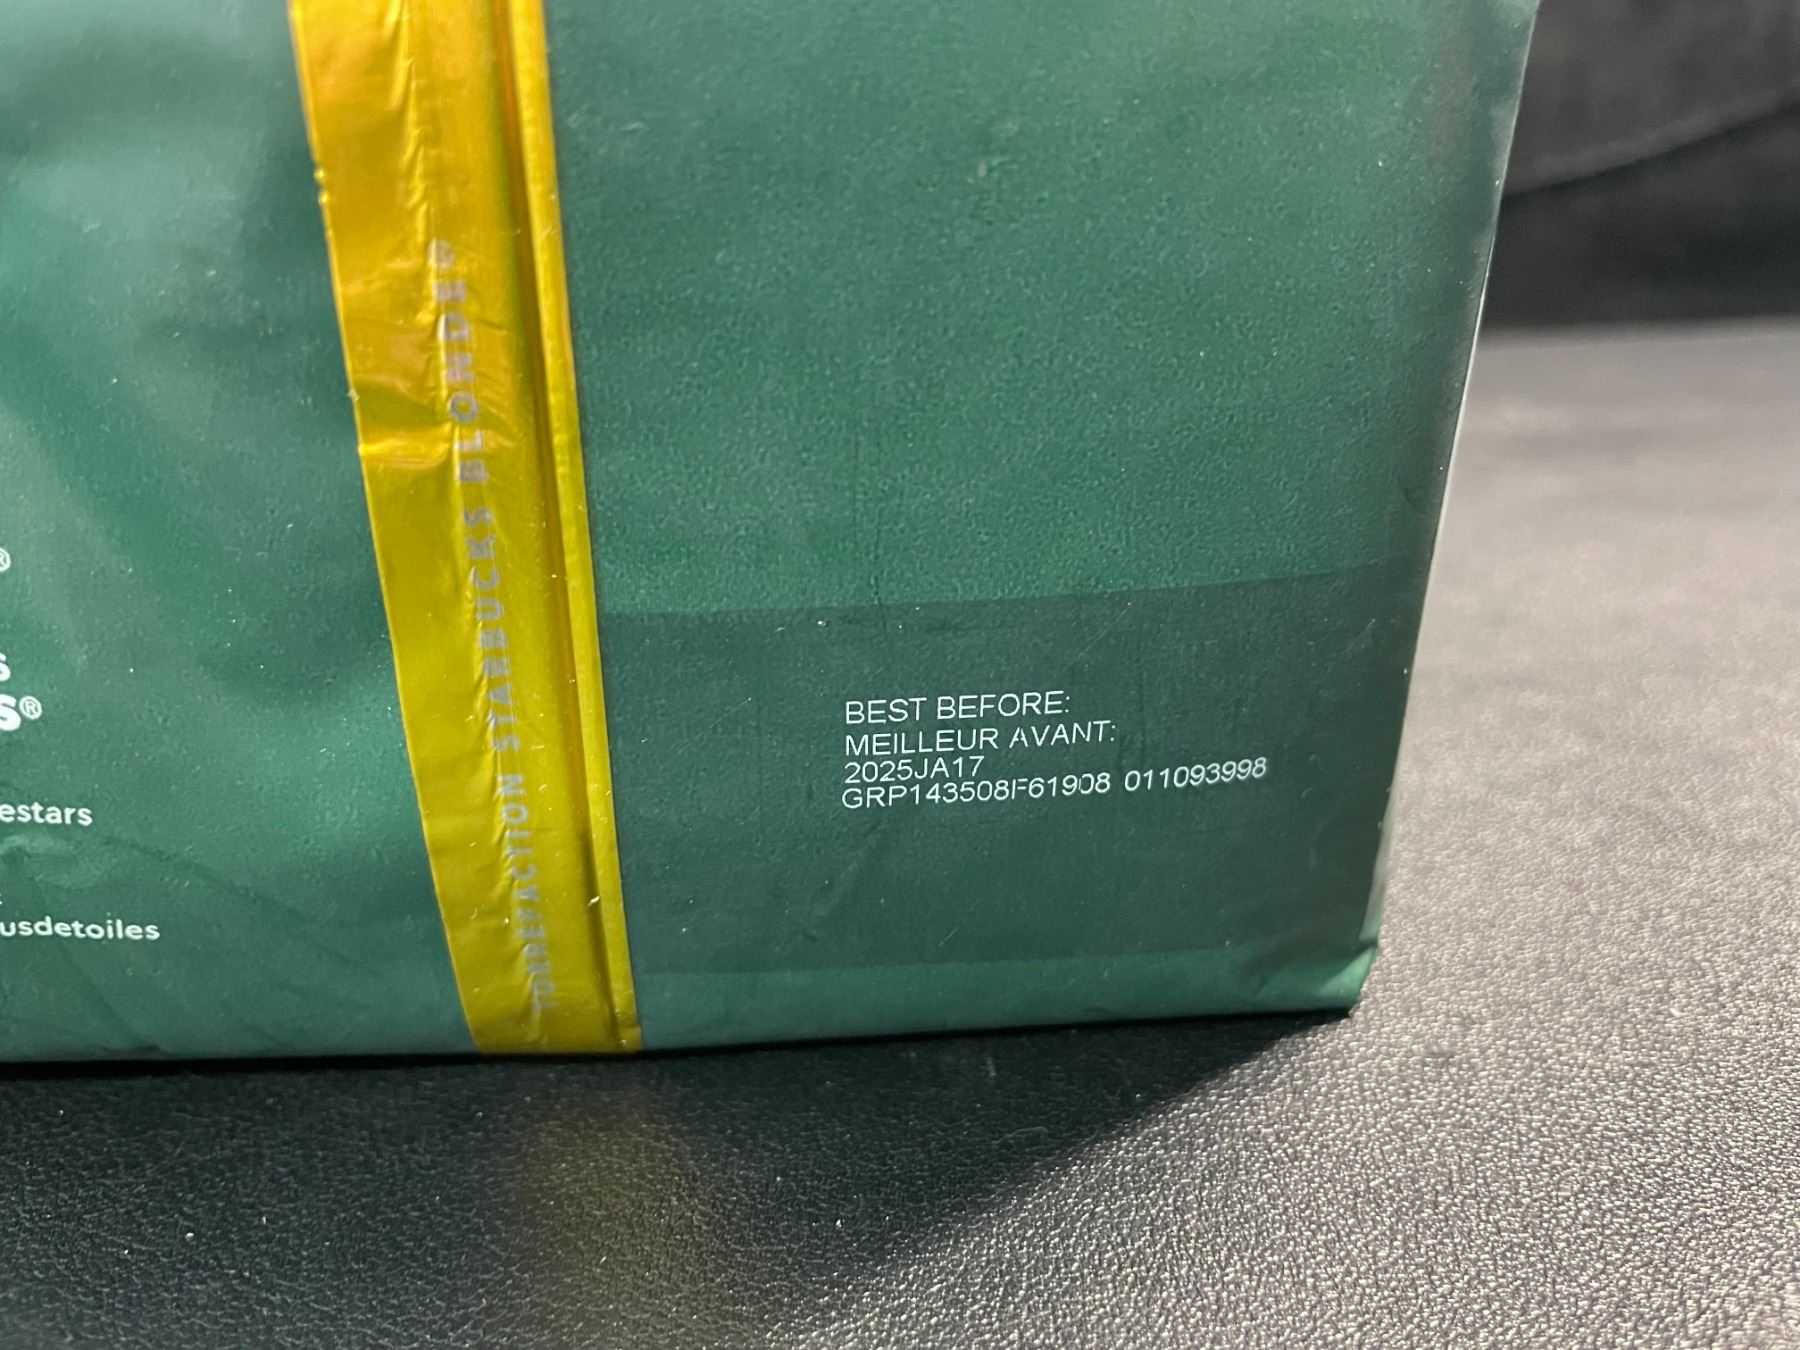 ®
s
s®
estars
usdetoiles
TORREFACTION STARBUCKS BLONDE®
BEST BEFORE:
MEILLEUR AVANT:
2025JA17
GRP143508F61908 011093998